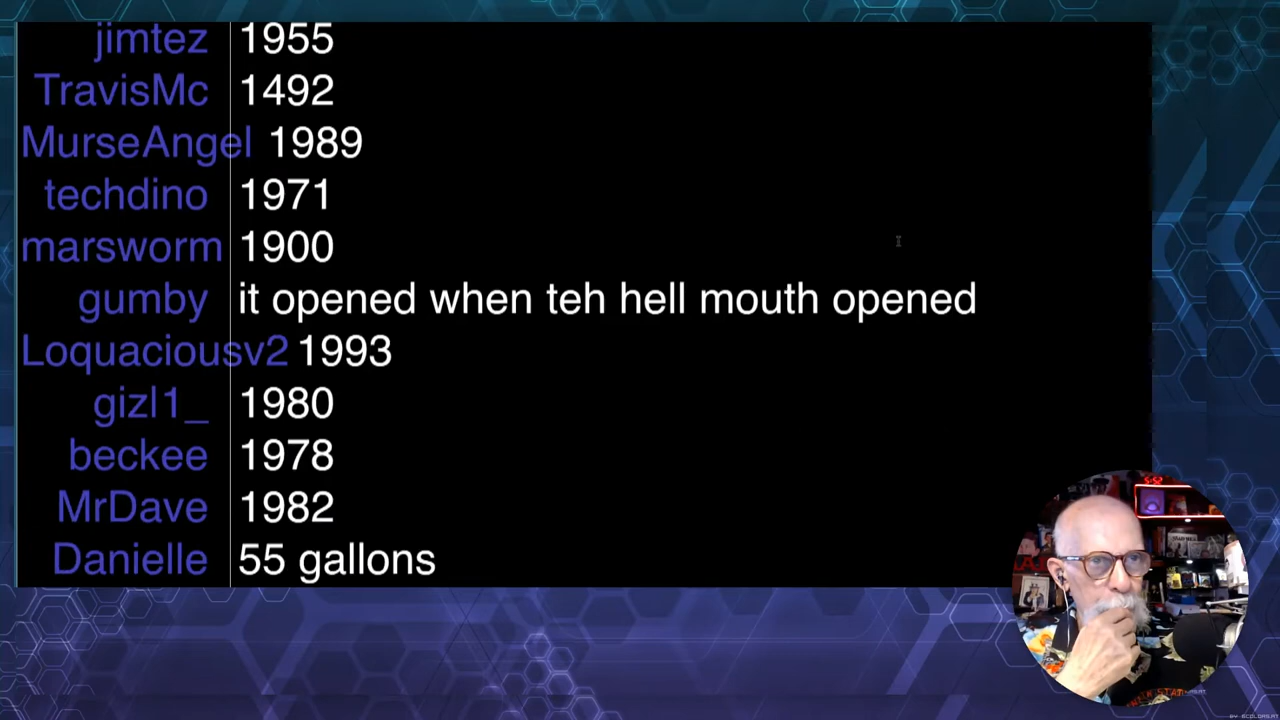 jimtez 1955
TravisMc 1492
MurseAngel 1989
techdino 1971
marsworm 1900
gumby it opened when teh hell mouth opened
Loquaciousv2 1993
gizl1_ 1980
beckee 1978
MrDave 1982
Danielle 55 gallons